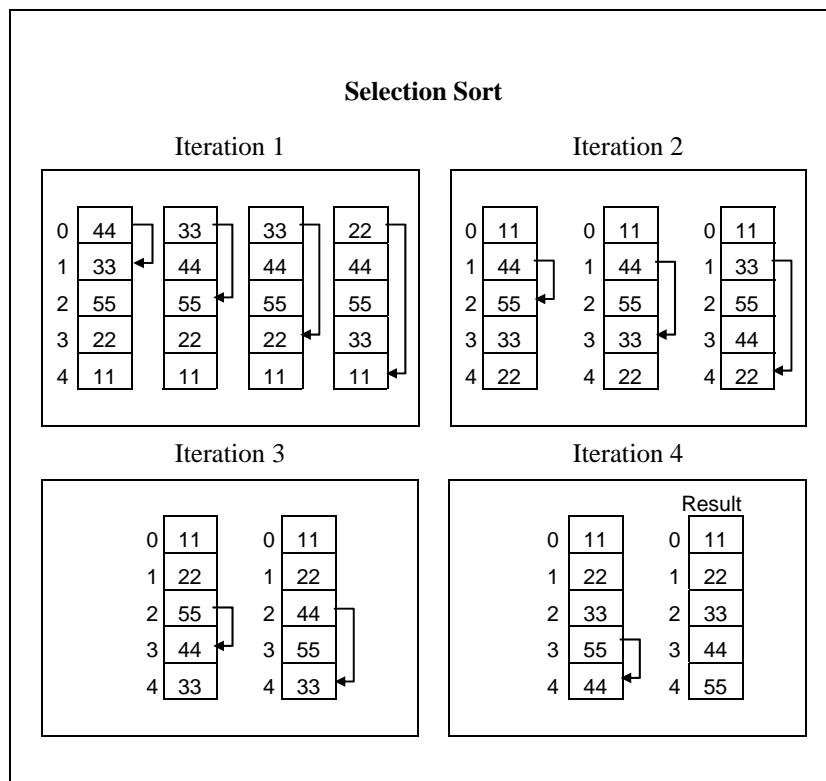 Selection Sort
Iteration 1
0 44 33 33 22
1 33 44 44 44
2 55 55 55 55
3 22 22 22 33
4 11 11 11 11
Iteration 2
0 11 0 11 0 11
1 44 1 44 1 33
2 55 2 55 2 55
3 33 3 33 3 44
4 22 4 22 4 22
Iteration 3
0 11 0 11
1 22 1 22
2 55 2 44
3 44 3 55
4 33 4 33
Iteration 4
Result
0 11 0 11
1 22 1 22
2 33 2 33
3 55 3 44
4 44 4 55